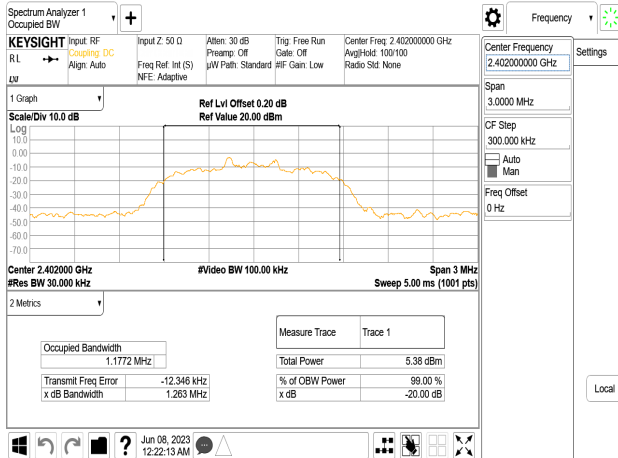 Spectrum Analyzer 1
Occupied BW
Frequency
KEYSIGHT
RL
Input: RF
Coupling: DC
Align: Auto
Input Z: 50 Ω
Freq Ref: Int (S)
NFE: Adaptive
Atten: 30 dB
Preamp: Off
µW Path: Standard
Trig: Free Run
Gate: Off
#IF Gain: Low
Center Freq: 2.402000000 GHz
Avg|Hold: 100/100
Radio Std: None
Center Frequency
2.402000000 GHz
Settings
Span
3.0000 MHz
CF Step
300.000 kHz
Auto
Man
Freq Offset
0 Hz
Local
1 Graph
Ref Lvl Offset 0.20 dB
Scale/Div 10.0 dB
Ref Value 20.00 dBm
Log
10.0
0.00
-10.0
-20.0
-30.0
-40.0
-50.0
-60.0
-70.0
Center 2.402000 GHz
#Video BW 100.00 kHz
Span 3 MHz
#Res BW 30.000 kHz
Sweep 5.00 ms (1001 pts)
2 Metrics
Measure Trace
Trace 1
Occupied Bandwidth
1.1772 MHz
Total Power
5.38 dBm
Transmit Freq Error
-12.346 kHz
% of OBW Power
99.00 %
x dB Bandwidth
1.263 MHz
x dB
-20.00 dB
?
Jun 08, 2023
12:22:13 AM